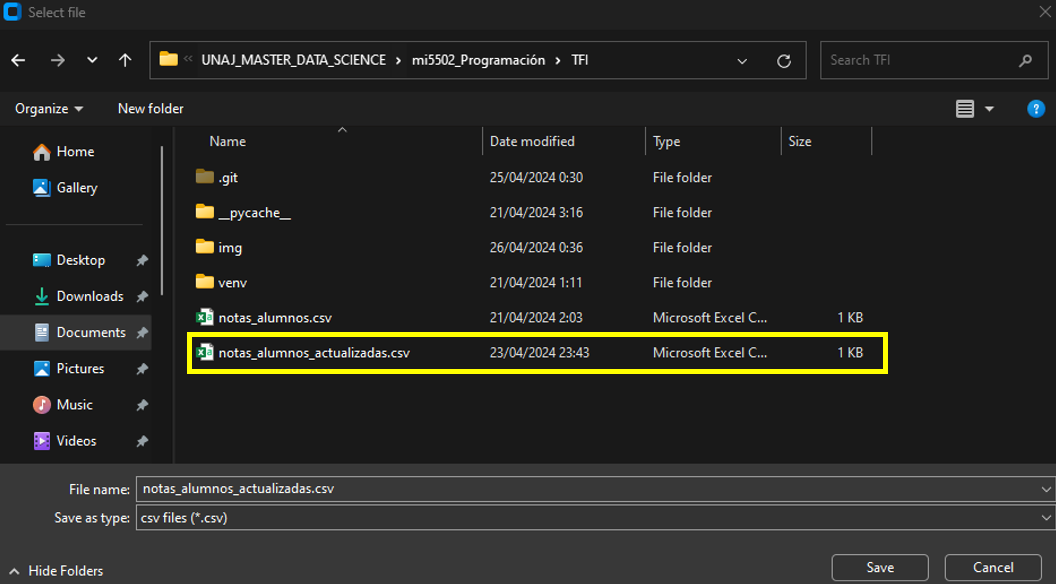 Select file
UNAJ_MASTER_DATA_SCIENCE › mi5502_Programación › TFI
Search TFI
Organize New folder
Name Date modified Type Size
Home
Gallery
Desktop
Downloads
Documents
Pictures
Music
Videos
.git 25/04/2024 0:30 File folder
__pycache__ 21/04/2024 3:16 File folder
img 26/04/2024 0:36 File folder
venv 21/04/2024 1:11 File folder
notas_alumnos.csv 21/04/2024 2:03 Microsoft Excel C... 1 KB
notas_alumnos_actualizadas.csv 23/04/2024 23:43 Microsoft Excel C... 1 KB
File name: notas_alumnos_actualizadas.csv
Save as type: csv files (*.csv)
Hide Folders Save Cancel